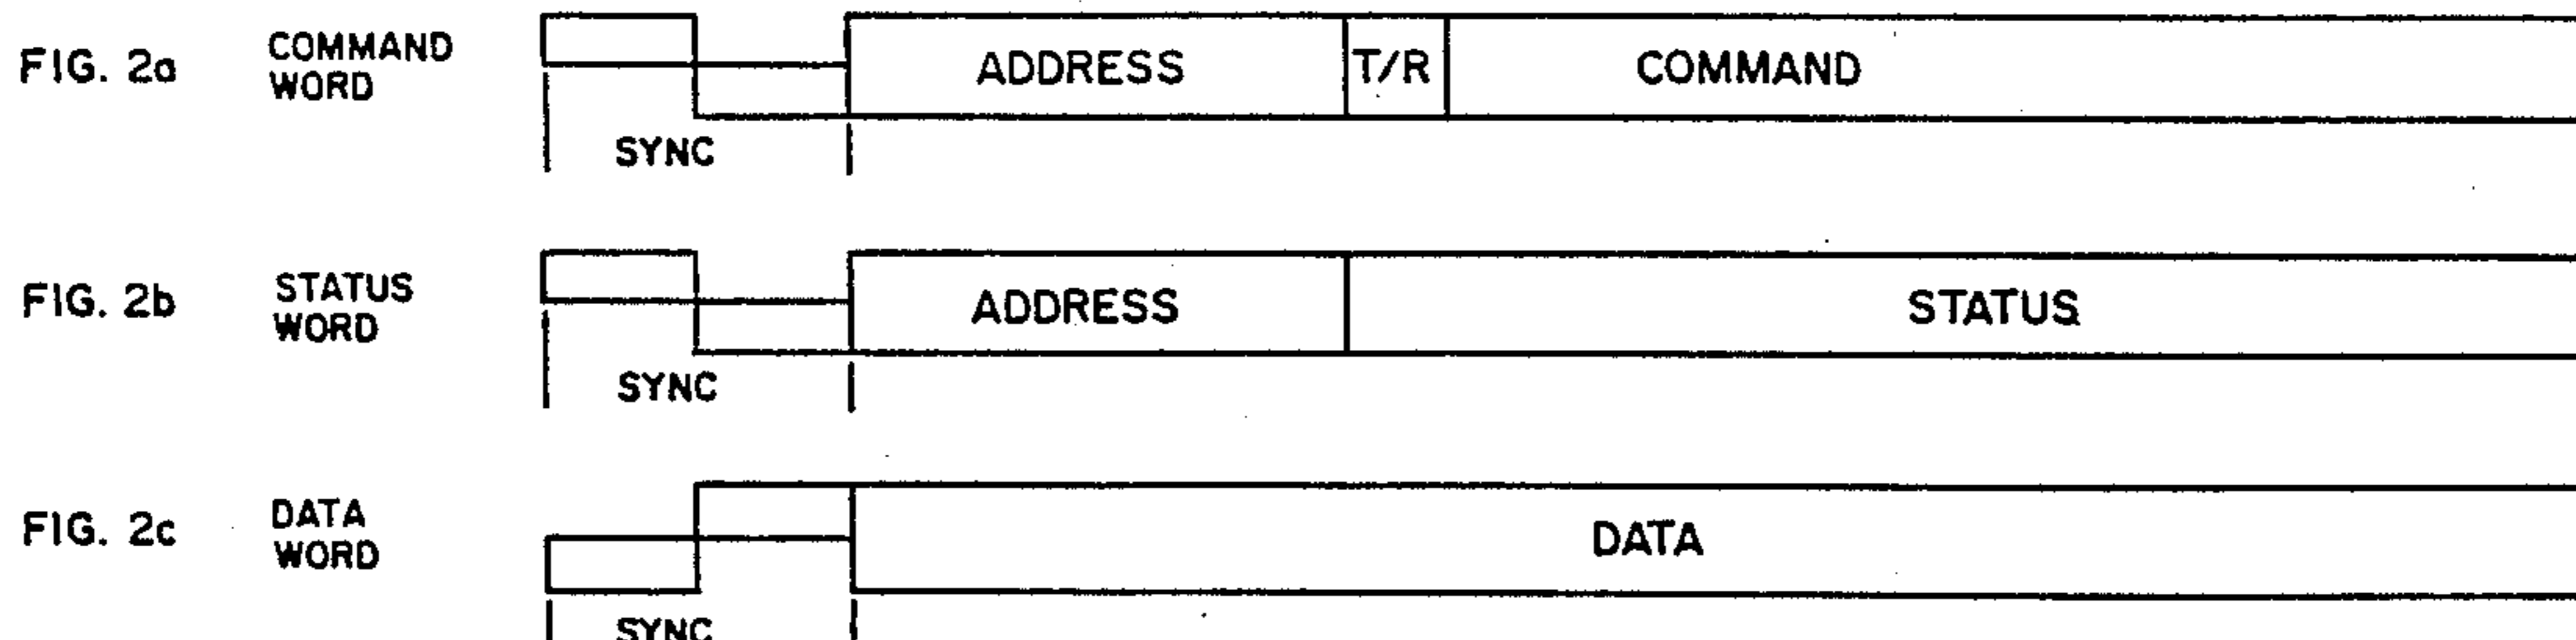 FIG. 2a
COMMAND
WORD
ADDRESS
T/R
COMMAND
SYNC
FIG. 2b
STATUS
WORD
ADDRESS
STATUS
SYNC
FIG. 2c
DATA
WORD
DATA
SYNC